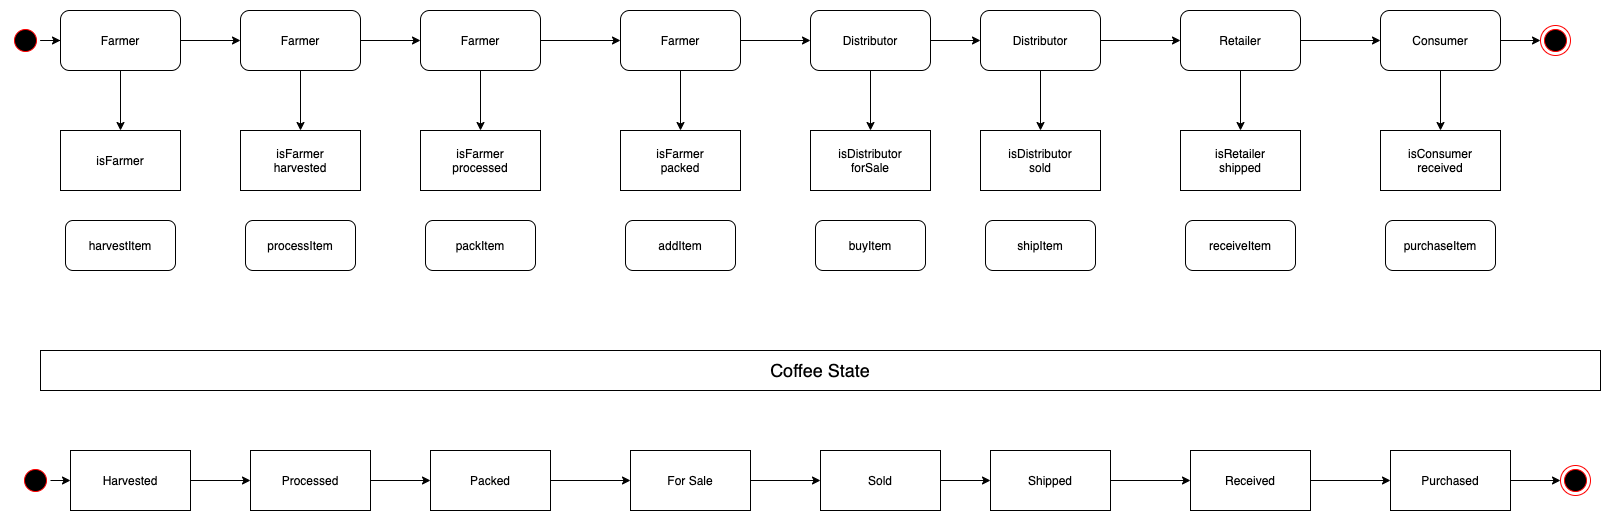 Farmer
Farmer
Farmer
Farmer
Distributor
Distributor
Retailer
Consumer
isFarmer
isFarmer
harvested
isFarmer
processed
isFarmer
packed
isDistributor
forSale
isDistributor
sold
isRetailer
shipped
isConsumer
received
harvestItem
processItem
packItem
addItem
buyItem
shipItem
receiveItem
purchaseItem
Coffee State
Harvested
Processed
Packed
For Sale
Sold
Shipped
Received
Purchased